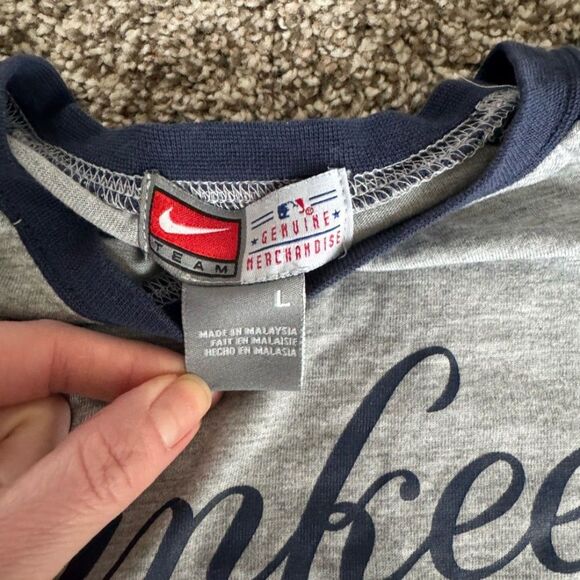 TEAM
GENUINE
MERCHANDISE
L
MADE IN MALAYSIA
FAIT EN MALAISIE
HECHO EN MALASIA
nkee